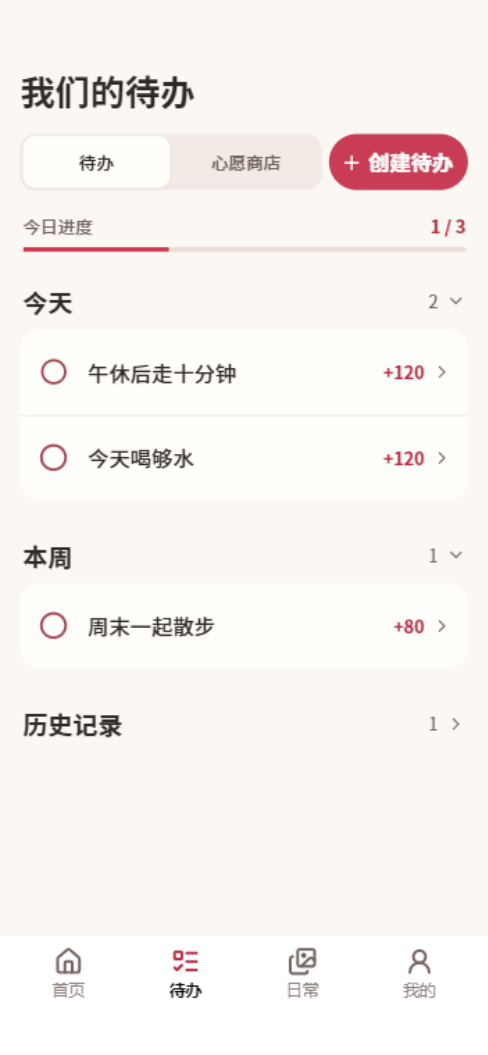 我们的待办
待办
心愿商店
+ 创建待办
今日进度
1 / 3
今天
2
午休后走十分钟
+120
今天喝够水
+120
本周
1
周末一起散步
+80
历史记录
1
首页
待办
日常
我的